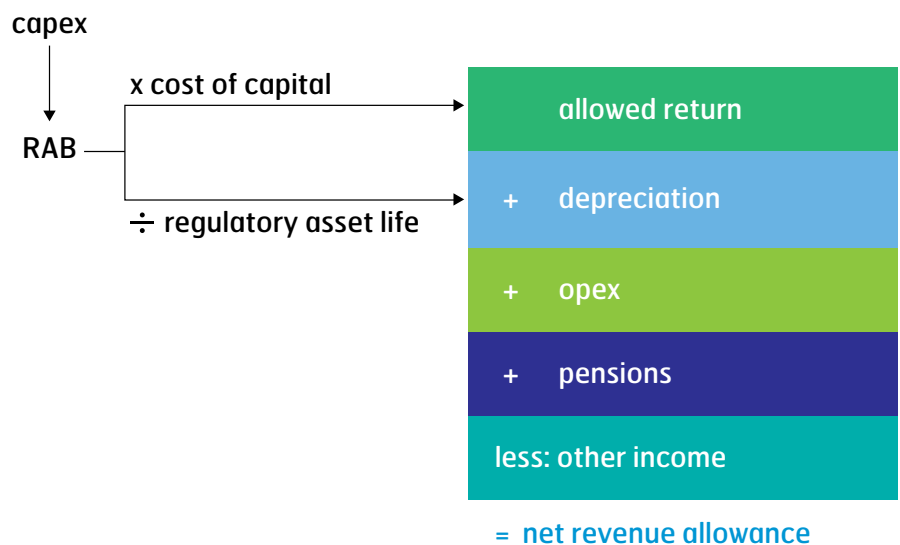 capex
x cost of capital
allowed return
RAB
+ depreciation
÷ regulatory asset life
+ opex
+ pensions
less: other income
= net revenue allowance